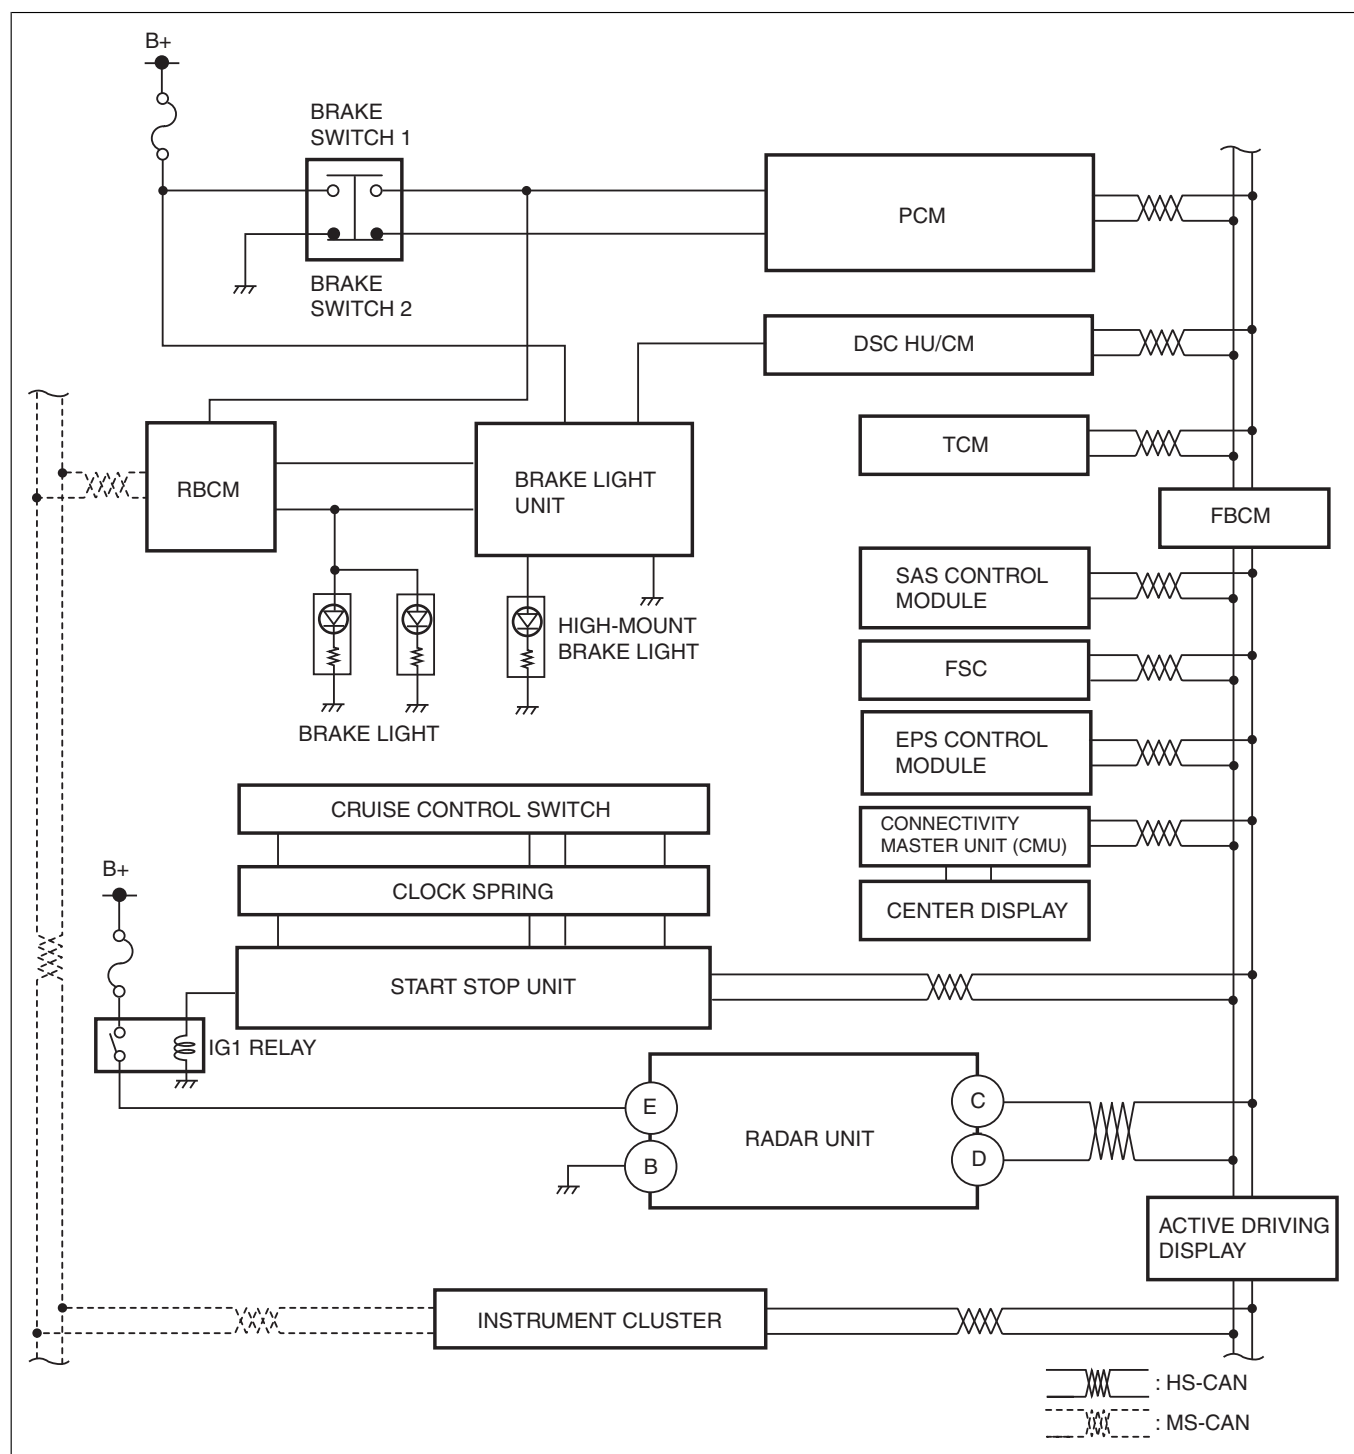 B+
BRAKE
SWITCH 1
PCM
BRAKE
SWITCH 2
DSC HU/CM
TCM
RBCM
BRAKE LIGHT
UNIT
FBCM
SAS CONTROL
MODULE
HIGH-MOUNT
BRAKE LIGHT
FSC
BRAKE LIGHT
EPS CONTROL
MODULE
CRUISE CONTROL SWITCH
CONNECTIVITY
MASTER UNIT (CMU)
B+
CLOCK SPRING
CENTER DISPLAY
START STOP UNIT
IG1 RELAY
E
C
RADAR UNIT
B
D
ACTIVE DRIVING
DISPLAY
INSTRUMENT CLUSTER
: HS-CAN
: MS-CAN